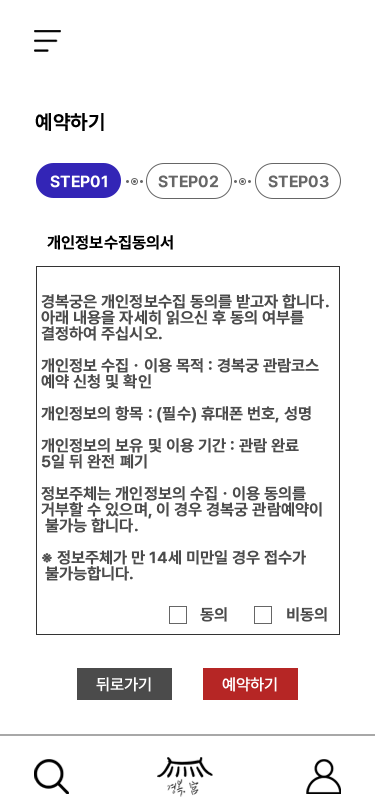 예약하기
STEP01 STEP02 STEP03
개인정보수집동의서
경복궁은 개인정보수집 동의를 받고자 합니다.
아래 내용을 자세히 읽으신 후 동의 여부를
결정하여 주십시오.
개인정보 수집 · 이용 목적 : 경복궁 관람코스
예약 신청 및 확인
개인정보의 항목 : (필수) 휴대폰 번호, 성명
개인정보의 보유 및 이용 기간 : 관람 완료
5일 뒤 완전 폐기
정보주체는 개인정보의 수집 · 이용 동의를
거부할 수 있으며, 이 경우 경복궁 관람예약이
불가능 합니다.
※ 정보주체가 만 14세 미만일 경우 접수가
불가능합니다.
동의 비동의
뒤로가기 예약하기
경복宮